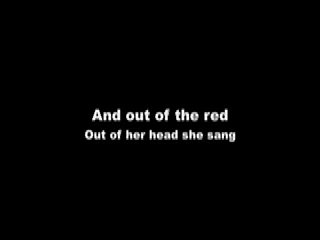 And out of the red
Out of her head she sang